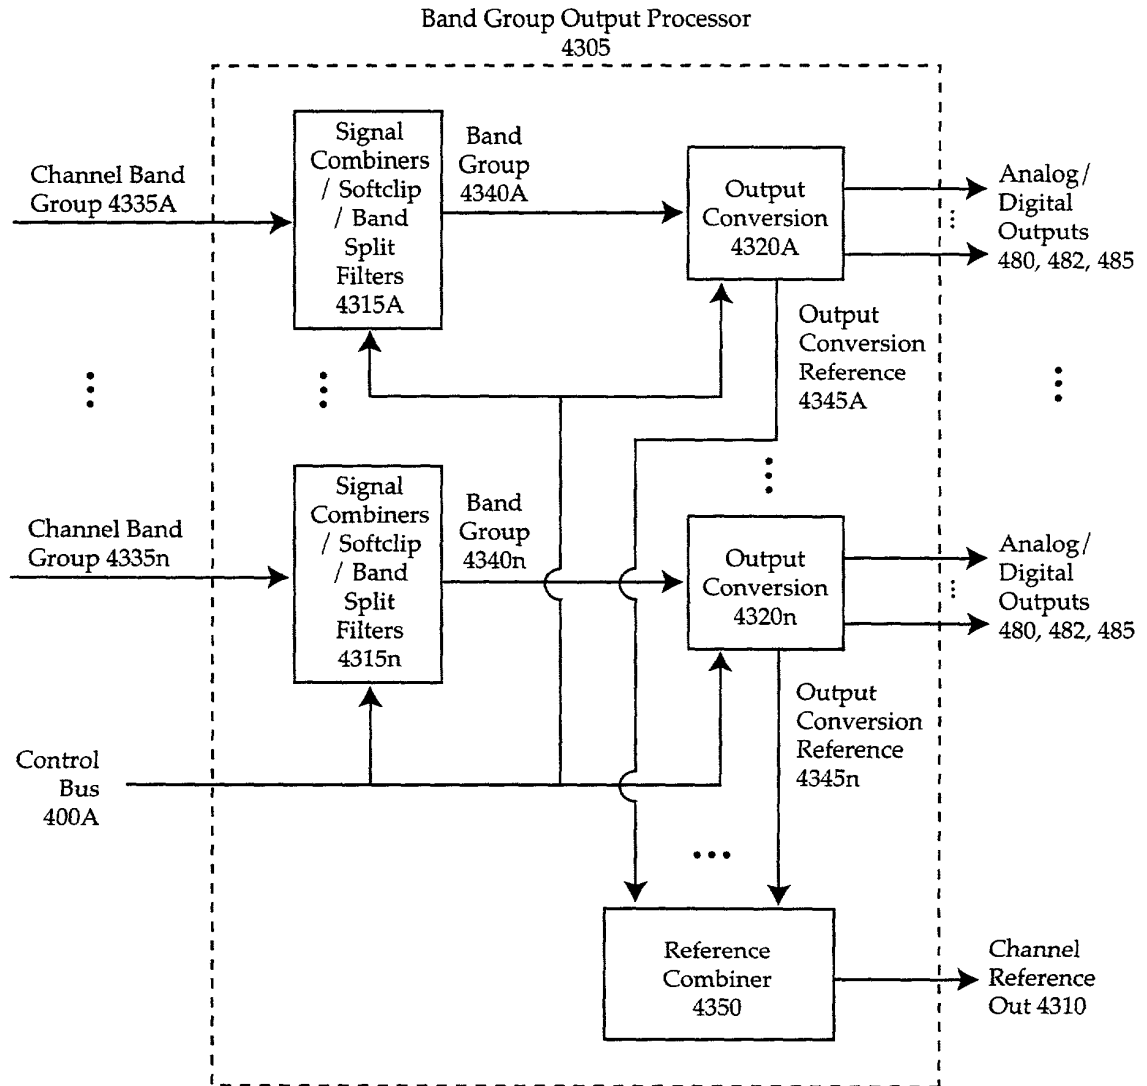 Band Group Output Processor
4305
Channel Band
Group 4335A
Signal
Combiners
/ Softclip
/ Band
Split
Filters
4315A
Band
Group
4340A
Output
Conversion
4320A
Analog/
Digital
Outputs
480, 482, 485
Output
Conversion
Reference
4345A
Channel Band
Group 4335n
Signal
Combiners
/ Softclip
/ Band
Split
Filters
4315n
Band
Group
4340n
Output
Conversion
4320n
Analog/
Digital
Outputs
480, 482, 485
Output
Conversion
Reference
4345n
Control
Bus
400A
Reference
Combiner
4350
Channel
Reference
Out 4310